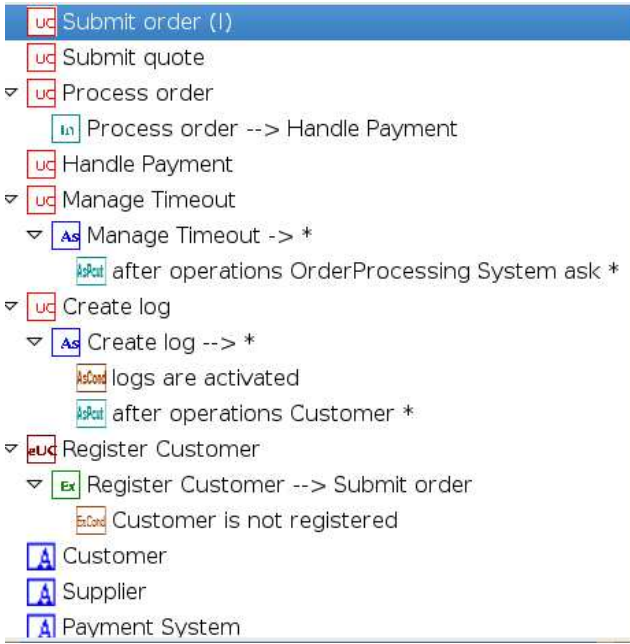 UC Submit order (I)
UC Submit quote
UC Process order
In Process order --> Handle Payment
UC Handle Payment
UC Manage Timeout
As Manage Timeout -> *
AsPcut after operations OrderProcessing System ask *
UC Create log
As Create log --> *
AsCond logs are activated
AsPcut after operations Customer *
eUC Register Customer
Ex Register Customer --> Submit order
ExCond Customer is not registered
A Customer
A Supplier
A Payment System